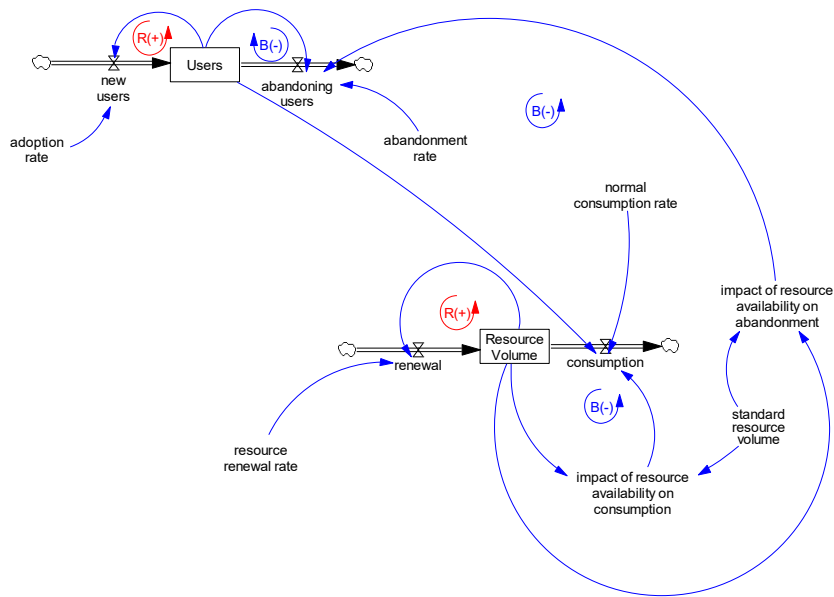 R(+)
B(-)
Users
new
users
abandoning
users
adoption
rate
abandonment
rate
B(-)
normal
consumption rate
impact of resource
availability on
abandonment
R(+)
Resource
Volume
renewal
consumption
B(-)
standard
resource
volume
resource
renewal rate
impact of resource
availability on
consumption